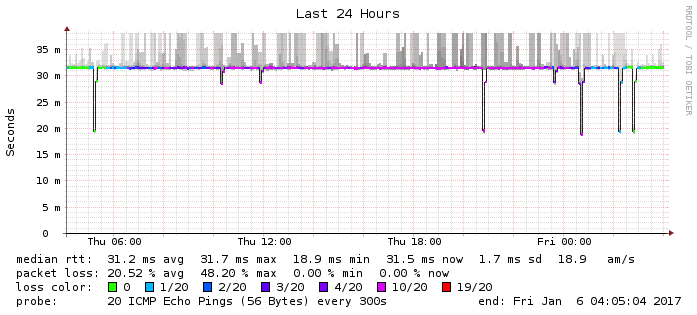 Last 24 Hours
RRDTOOL / TOBI OETIKER
Seconds
35 m
30 m
25 m
20 m
15 m
10 m
5 m
0
Thu 06:00 Thu 12:00 Thu 18:00 Fri 00:00
median rtt: 31.2 ms avg 31.7 ms max 18.9 ms min 31.5 ms now 1.7 ms sd 18.9 am/s
packet loss: 20.52 % avg 48.20 % max 0.00 % min 0.00 % now
loss color: 0 1/20 2/20 3/20 4/20 10/20 19/20
probe: 20 ICMP Echo Pings (56 Bytes) every 300s end: Fri Jan 6 04:05:04 2017